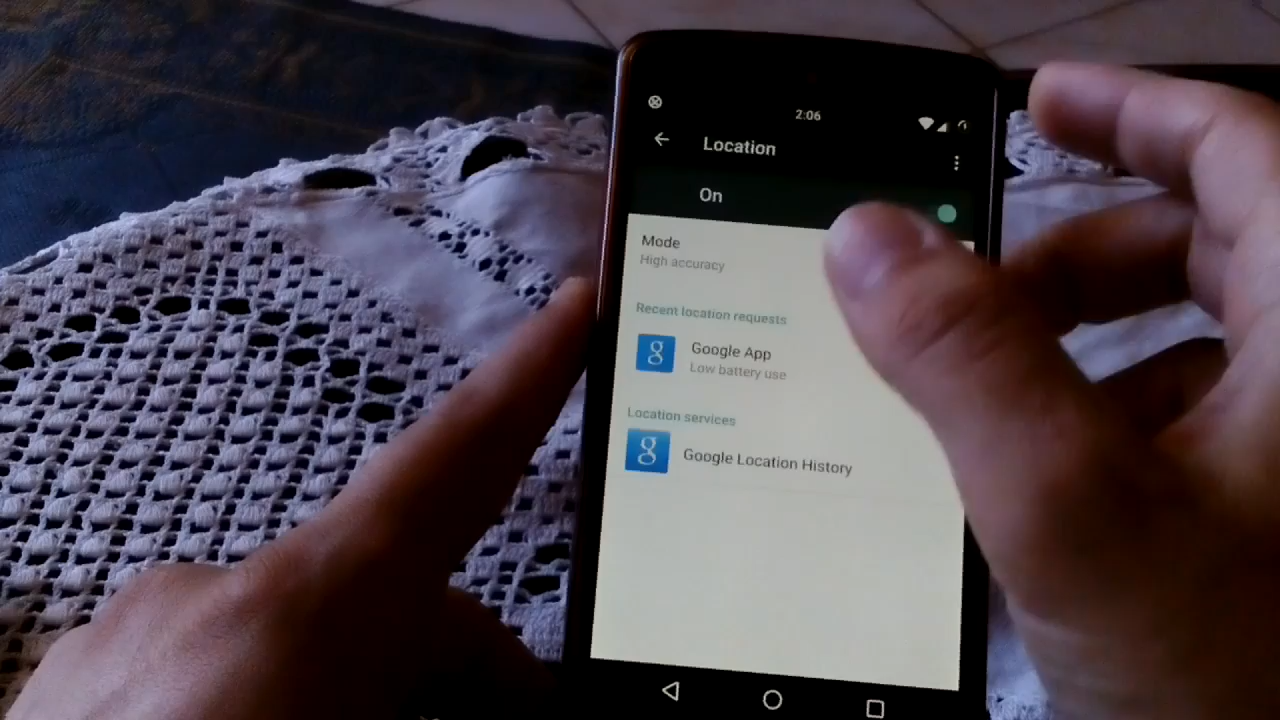 2:06
Location
On
Mode
High accuracy
Recent location requests
g
Google App
Low battery use
Location services
g
Google Location History